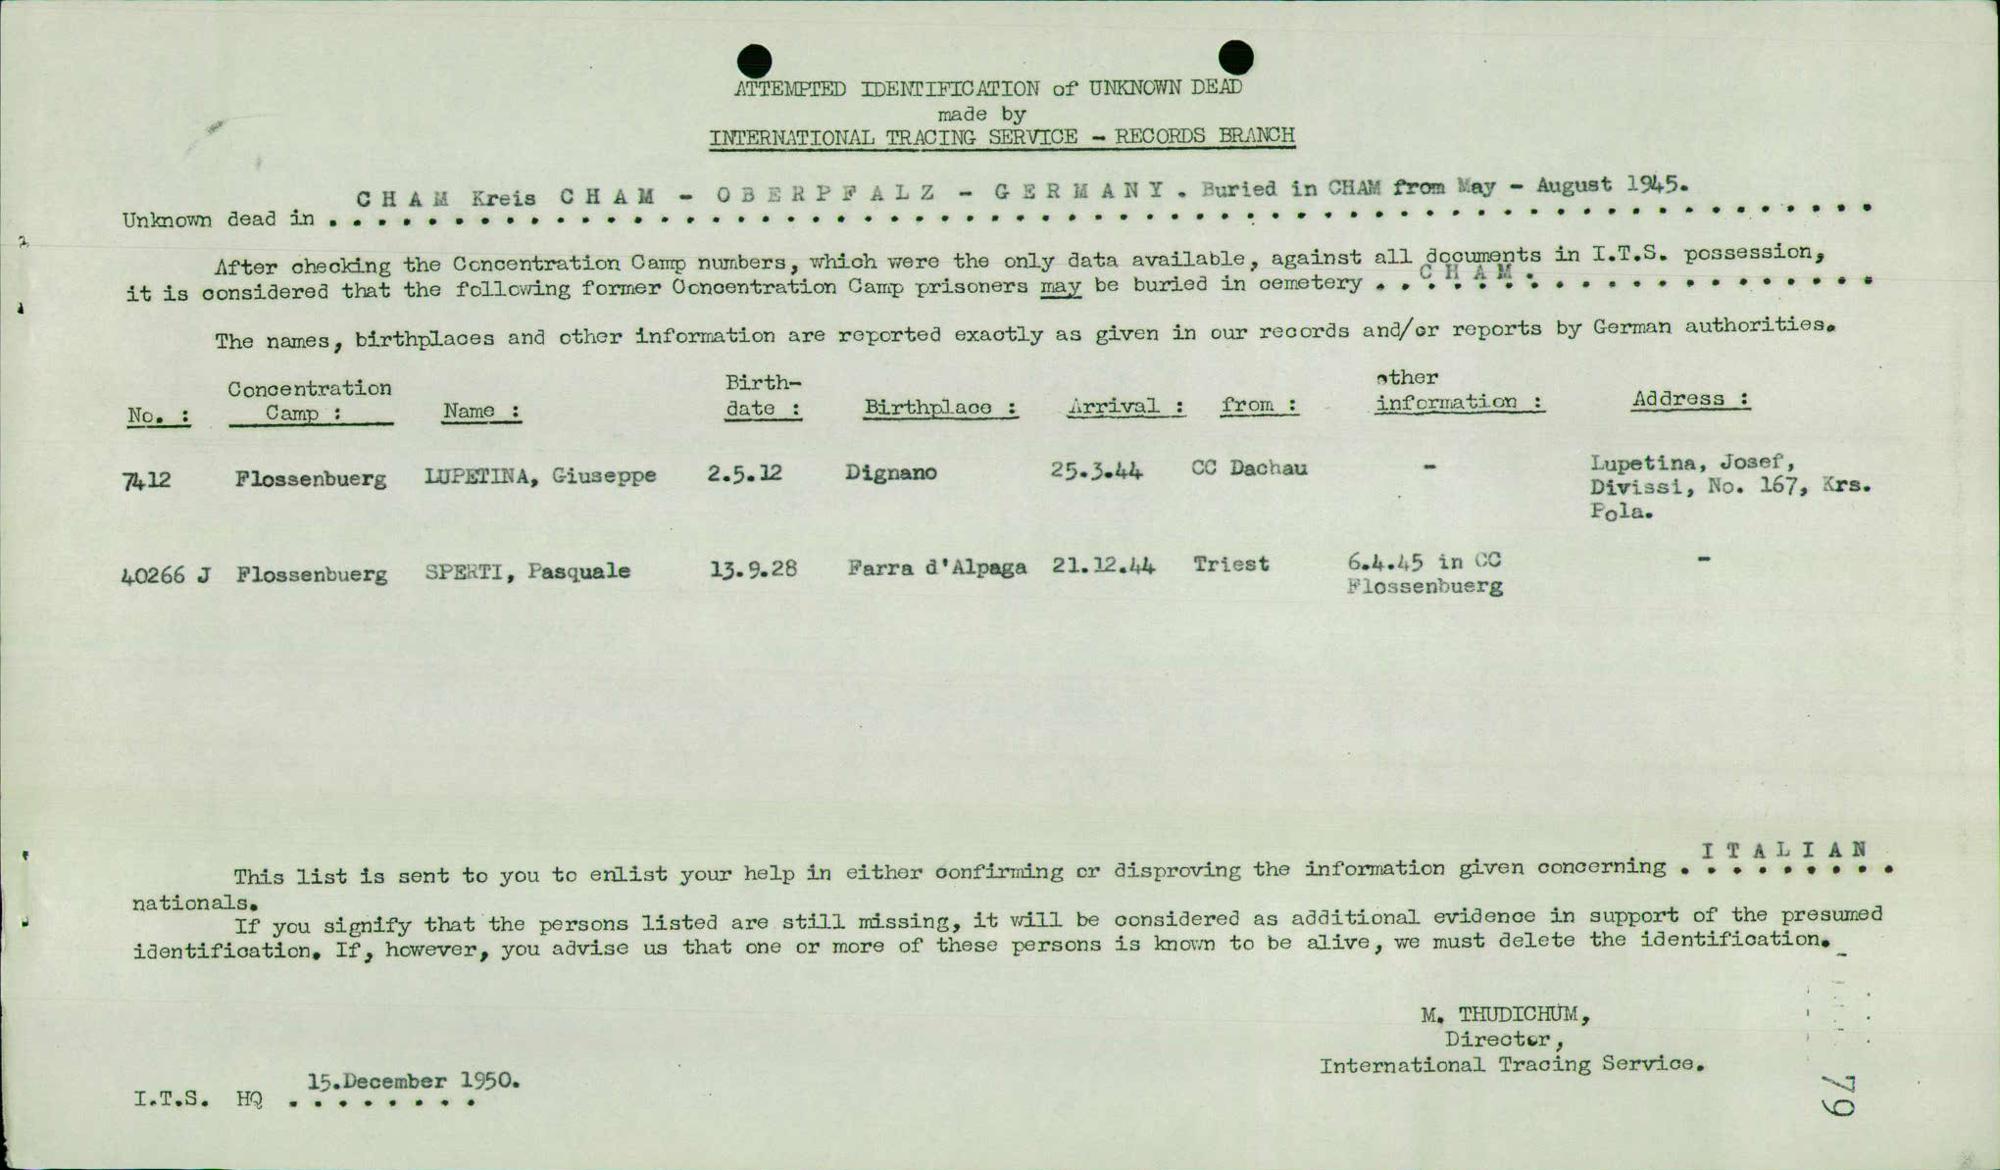 ATTEMPTED IDENTIFICATION of UNKNOWN DEAD
made by
INTERNATIONAL TRACING SERVICE - RECORDS BRANCH
C H A M Kreis C H A M - O B E R P F A L Z - G E R M A N Y . Buried in CHAM from May - August 1945.
Unknown dead in
After checking the Concentration Camp numbers, which were the only data available, against all documents in I.T.S. possession,
it is considered that the following former Concentration Camp prisoners may be buried in cemetery . . C H A M.
The names, birthplaces and other information are reported exactly as given in our records and/or reports by German authorities.
No. : Concentration Camp : Name : Birth-date : Birthplace : Arrival : from : other information : Address :
7412 Flossenbuerg LUPETINA, Giuseppe 2.5.12 Dignano 25.3.44 CC Dachau - Lupetina, Josef,
Divissi, No. 167, Krs.
Pola.
40266 J Flossenbuerg SPERTI, Pasquale 13.9.28 Farra d'Alpaga 21.12.44 Triest 6.4.45 in CC -
Flossenbuerg
This list is sent to you to enlist your help in either confirming or disproving the information given concerning I T A L I A N
nationals.
If you signify that the persons listed are still missing, it will be considered as additional evidence in support of the presumed
identification. If, however, you advise us that one or more of these persons is known to be alive, we must delete the identification.
M. THUDICHUM,
Director,
International Tracing Service.
I.T.S. HQ 15.December 1950.
79